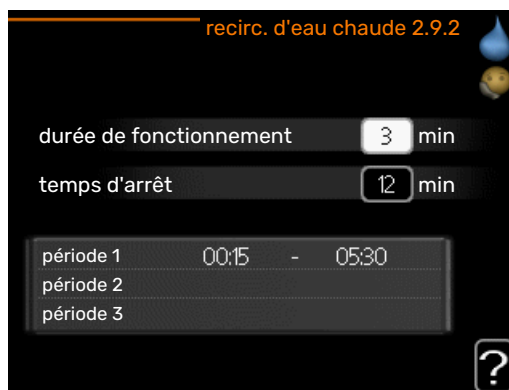 recirc. d'eau chaude 2.9.2
durée de fonctionnement 3 min
temps d'arrêt 12 min
période 1 00:15 - 05:30
période 2
période 3
?